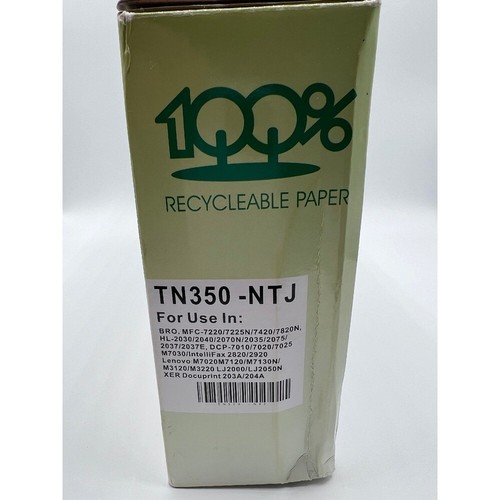 100%
RECYCLEABLE PAPER
TN350 -NTJ
For Use In:
BRO. MFC-7220/7225N/7420/7820N,
HL-2030/2040/2070N/2035/2075/
2037/2037E, DCP-7010/7020/7025
M7030/IntelliFax 2820/2920
Lenovo M7020M7120/M7130N/
M3120/M3220 LJ2000/LJ2050N
XER Docuprint 203A/204A